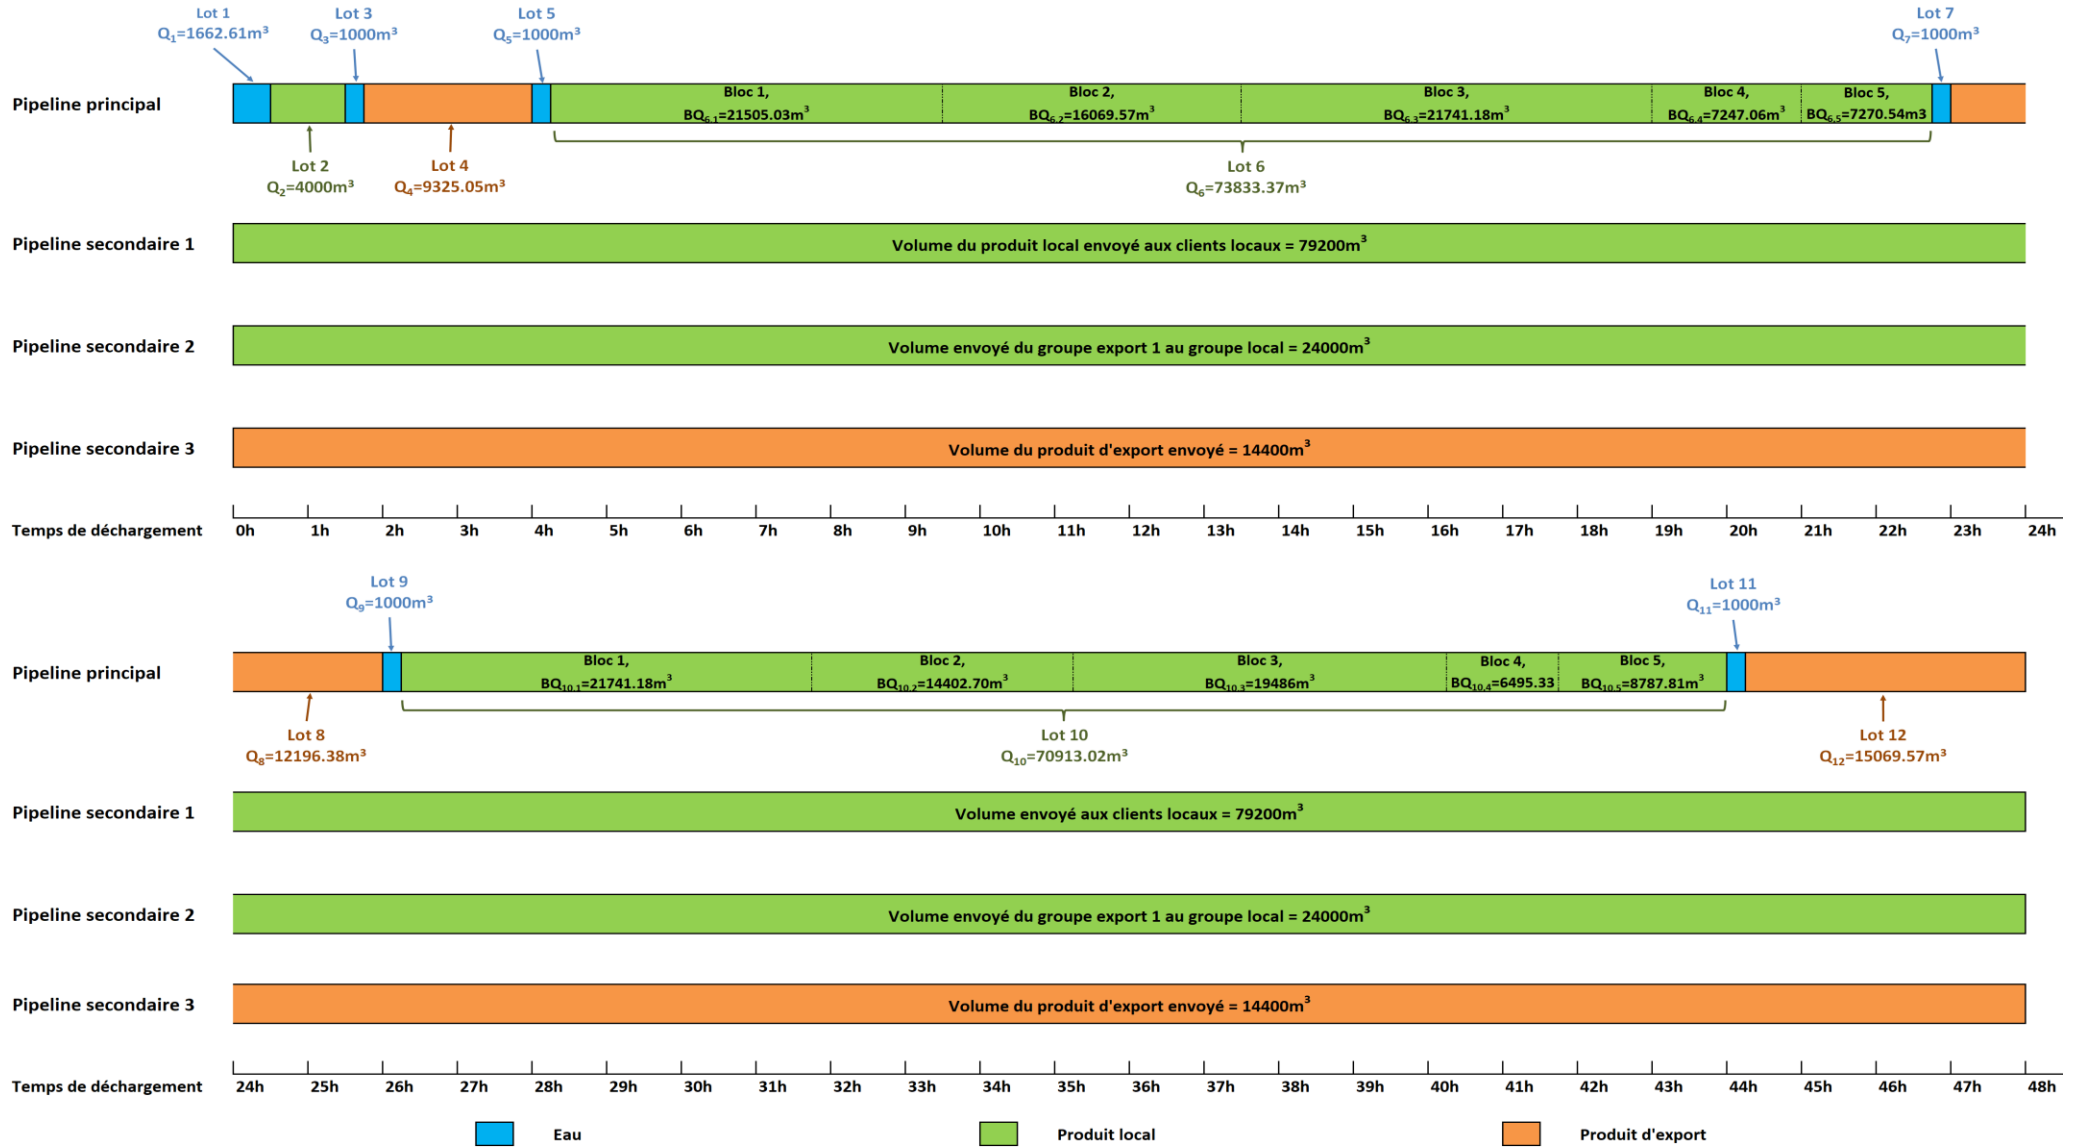 Lot 1
Q₁=1662.61m³
Lot 3
Q₃=1000m³
Lot 5
Q₅=1000m³
Lot 7
Q₇=1000m³
Pipeline principal
Bloc 1,
BQ₆.₁=21505.03m³
Bloc 2,
BQ₆.₂=16069.57m³
Bloc 3,
BQ₆.₃=21741.18m³
Bloc 4,
BQ₆.₄=7247.06m³
Bloc 5,
BQ₆.₅=7270.54m3
Lot 2
Q₂=4000m³
Lot 4
Q₄=9325.05m³
Lot 6
Q₆=73833.37m³
Pipeline secondaire 1
Volume du produit local envoyé aux clients locaux = 79200m³
Pipeline secondaire 2
Volume envoyé du groupe export 1 au groupe local = 24000m³
Pipeline secondaire 3
Volume du produit d'export envoyé = 14400m³
Temps de déchargement
0h 1h 2h 3h 4h 5h 6h 7h 8h 9h 10h 11h 12h 13h 14h 15h 16h 17h 18h 19h 20h 21h 22h 23h 24h
Lot 9
Q₉=1000m³
Lot 11
Q₁₁=1000m³
Pipeline principal
Bloc 1,
BQ₁₀.₁=21741.18m³
Bloc 2,
BQ₁₀.₂=14402.70m³
Bloc 3,
BQ₁₀.₃=19486m³
Bloc 4,
BQ₁₀.₄=6495.33
Bloc 5,
BQ₁₀.₅=8787.81m³
Lot 8
Q₈=12196.38m³
Lot 10
Q₁₀=70913.02m³
Lot 12
Q₁₂=15069.57m³
Pipeline secondaire 1
Volume envoyé aux clients locaux = 79200m³
Pipeline secondaire 2
Volume envoyé du groupe export 1 au groupe local = 24000m³
Pipeline secondaire 3
Volume du produit d'export envoyé = 14400m³
Temps de déchargement
24h 25h 26h 27h 28h 29h 30h 31h 32h 33h 34h 35h 36h 37h 38h 39h 40h 41h 42h 43h 44h 45h 46h 47h 48h
Eau
Produit local
Produit d'export